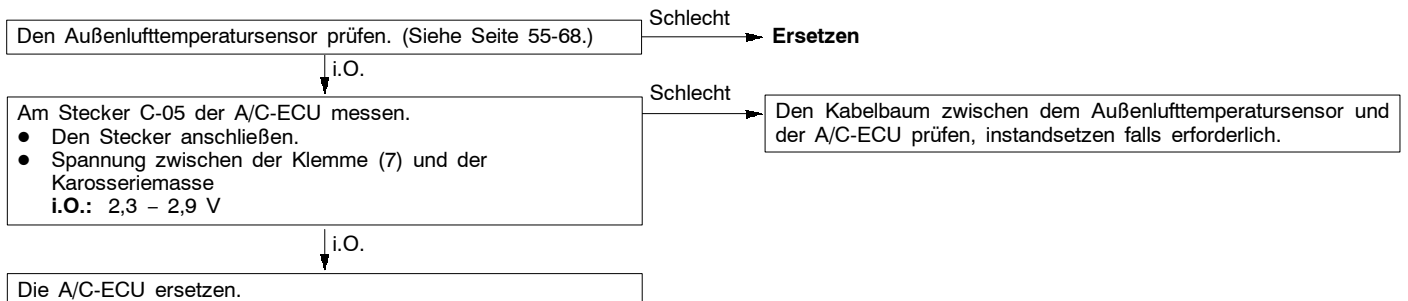 Den Außenlufttemperatursensor prüfen. (Siehe Seite 55-68.)
Schlecht
Ersetzen
i.O.
Am Stecker C-05 der A/C-ECU messen.
● Den Stecker anschließen.
● Spannung zwischen der Klemme (7) und der
Karosseriemasse
i.O.: 2,3 – 2,9 V
Schlecht
Den Kabelbaum zwischen dem Außenlufttemperatursensor und
der A/C-ECU prüfen, instandsetzen falls erforderlich.
i.O.
Die A/C-ECU ersetzen.